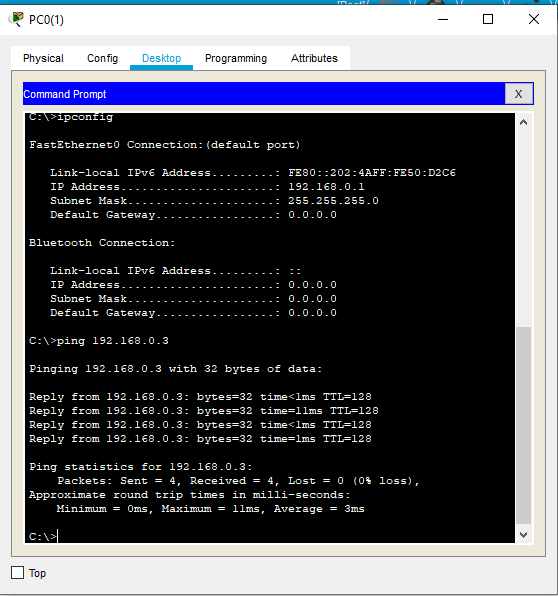 PC0(1)
Physical Config Desktop Programming Attributes
Command Prompt X
C:\>ipconfig
FastEthernet0 Connection:(default port)
Link-local IPv6 Address.........: FE80::202:4AFF:FE50:D2C6
IP Address......................: 192.168.0.1
Subnet Mask.....................: 255.255.255.0
Default Gateway.................: 0.0.0.0
Bluetooth Connection:
Link-local IPv6 Address.........: ::
IP Address......................: 0.0.0.0
Subnet Mask.....................: 0.0.0.0
Default Gateway.................: 0.0.0.0
C:\>ping 192.168.0.3
Pinging 192.168.0.3 with 32 bytes of data:
Reply from 192.168.0.3: bytes=32 time<1ms TTL=128
Reply from 192.168.0.3: bytes=32 time=11ms TTL=128
Reply from 192.168.0.3: bytes=32 time<1ms TTL=128
Reply from 192.168.0.3: bytes=32 time=1ms TTL=128
Ping statistics for 192.168.0.3:
Packets: Sent = 4, Received = 4, Lost = 0 (0% loss),
Approximate round trip times in milli-seconds:
Minimum = 0ms, Maximum = 11ms, Average = 3ms
C:\>
Top